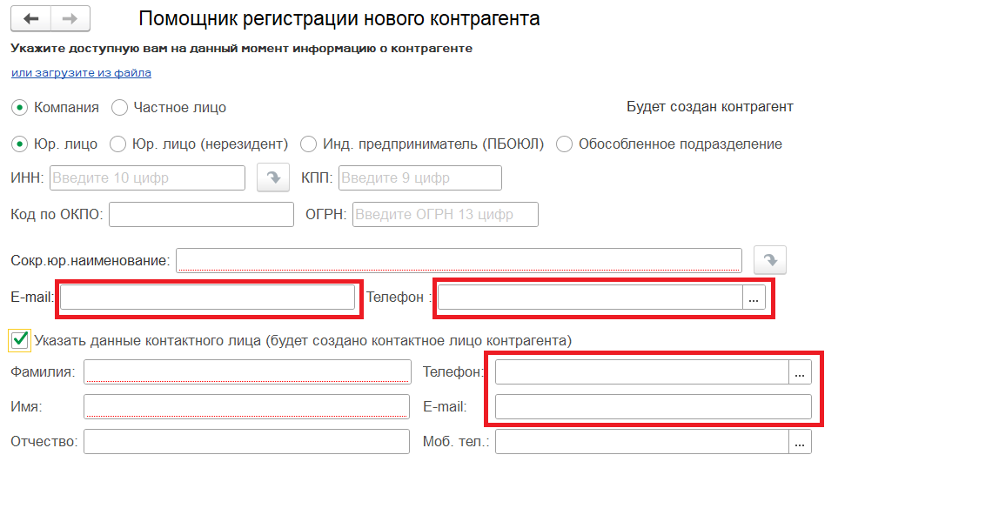 Помощник регистрации нового контрагента
Укажите доступную вам на данный момент информацию о контрагенте
или загрузите из файла
Компания Частное лицо Будет создан контрагент
Юр. лицо Юр. лицо (нерезидент) Инд. предприниматель (ПБОЮЛ) Обособленное подразделение
ИНН: Введите 10 цифр КПП: Введите 9 цифр
Код по ОКПО: ОГРН: Введите ОГРН 13 цифр
Сокр.юр.наименование:
E-mail: Телефон : ...
Указать данные контактного лица (будет создано контактное лицо контрагента)
Фамилия: Телефон: ...
Имя: E-mail:
Отчество: Моб. тел.: ...